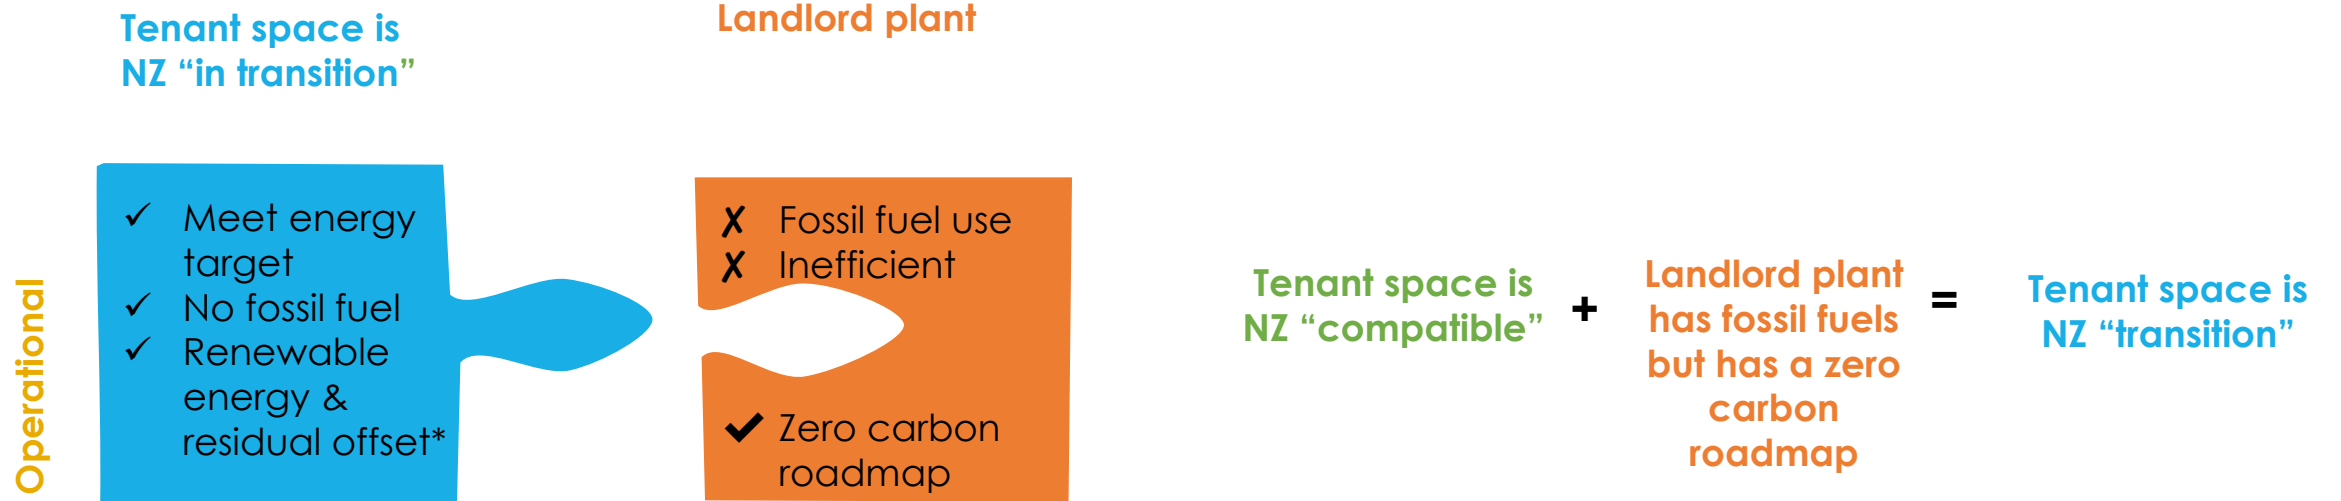 Tenant space is
NZ “in transition”
Landlord plant
Operational
✓ Meet energy
target
✓ No fossil fuel
✓ Renewable
energy &
residual offset*
✗ Fossil fuel use
✗ Inefficient
✔ Zero carbon
roadmap
Tenant space is
NZ “compatible”
+
Landlord plant
has fossil fuels
but has a zero
carbon
roadmap
=
Tenant space is
NZ “transition”